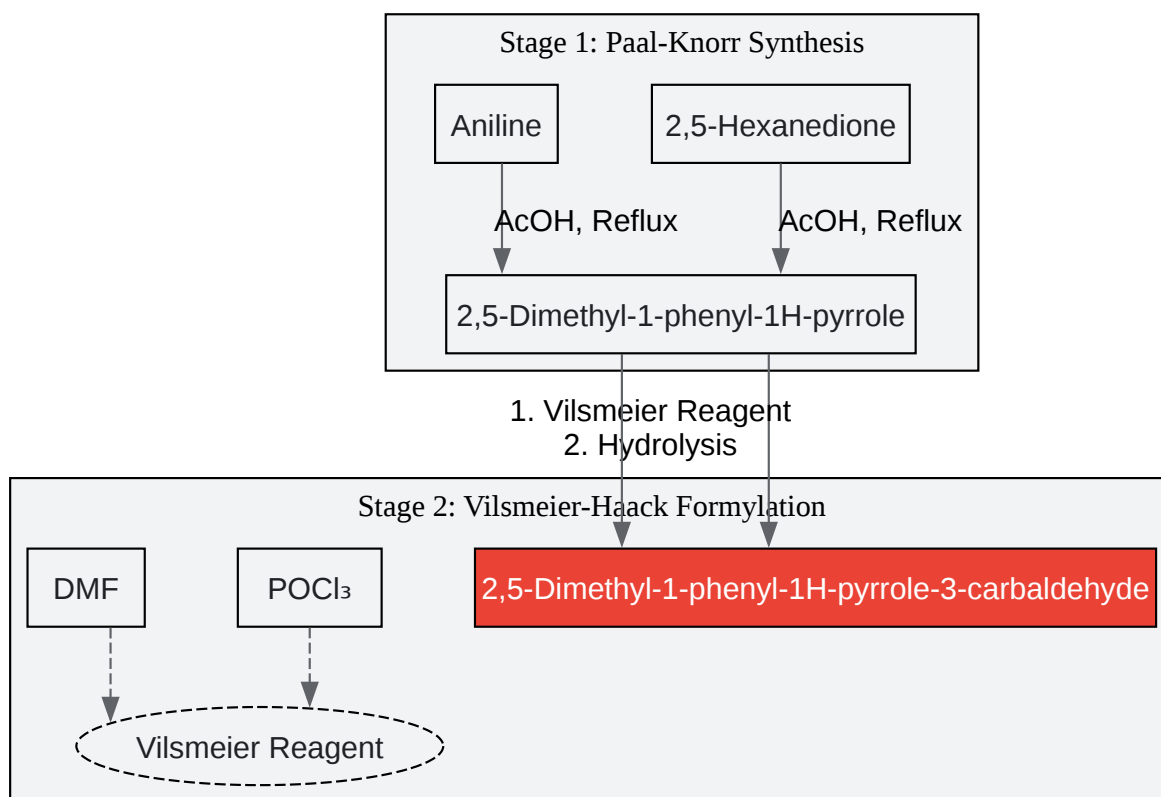 Stage 1: Paal-Knorr Synthesis
Aniline
2,5-Hexanedione
AcOH, Reflux
AcOH, Reflux
2,5-Dimethyl-1-phenyl-1H-pyrrole
1. Vilsmeier Reagent
2. Hydrolysis
Stage 2: Vilsmeier-Haack Formylation
DMF
POCl₃
2,5-Dimethyl-1-phenyl-1H-pyrrole-3-carbaldehyde
Vilsmeier Reagent